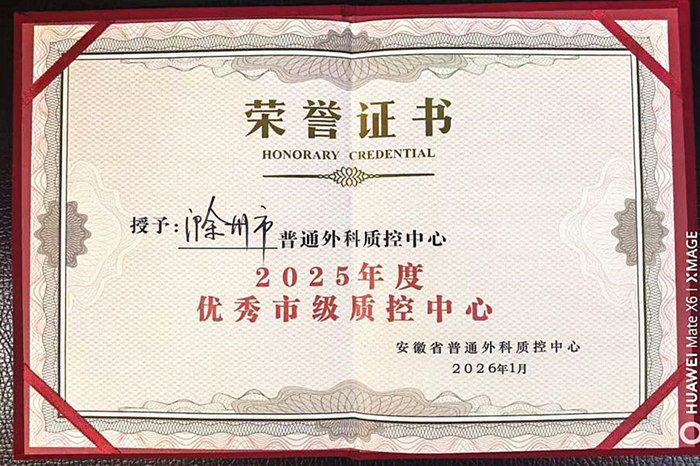 荣誉证书
HONORARY CREDENTIAL
授予：滁州市普通外科质控中心
2025年度
优秀市级质控中心
安徽省普通外科质控中心
2026年1月
HUAWEI Mate X6 | XMAGE